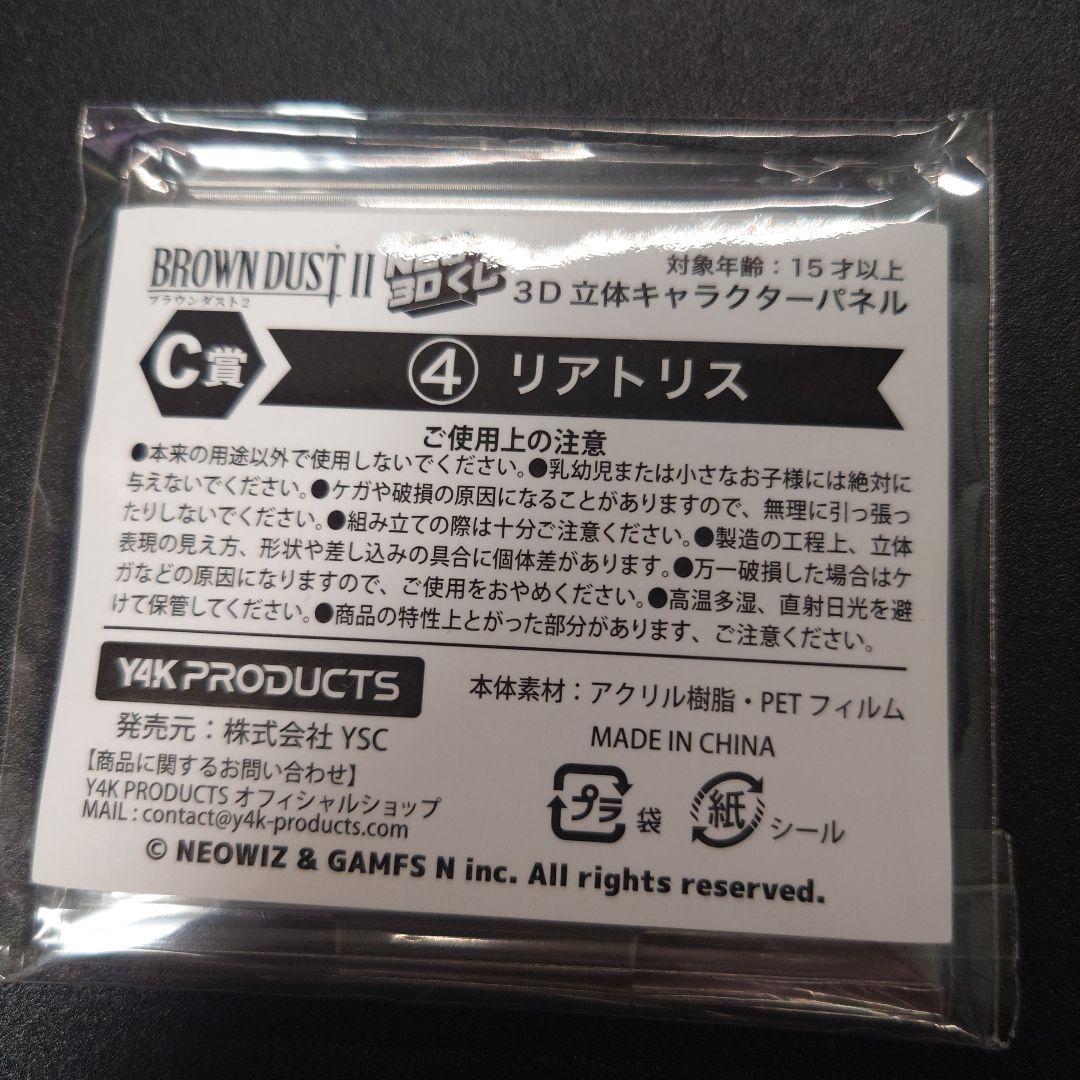 BROWN DUST II
ブラウンダスト2
3Dくじ
対象年齢：15才以上
3D立体キャラクターパネル
C賞
④ リアトリス
ご使用上の注意
●本来の用途以外で使用しないでください。●乳幼児または小さなお子様には絶対に
与えないでください。●ケガや破損の原因になることがありますので、無理に引っ張っ
たりしないでください。●組み立ての際は十分ご注意ください。●製造の工程上、立体
表現の見え方、形状や差し込みの具合に個体差があります。●万一破損した場合はケ
ガなどの原因になりますので、ご使用をおやめください。●高温多湿、直射日光を避
けて保管してください。●商品の特性上とがった部分があります、ご注意ください。
Y4K PRODUCTS
本体素材：アクリル樹脂・PETフィルム
発売元：株式会社 YSC
MADE IN CHINA
【商品に関するお問い合わせ】
Y4K PRODUCTS オフィシャルショップ
MAIL : contact@y4k-products.com
プラ 袋
紙 シール
© NEOWIZ & GAMFS N inc. All rights reserved.